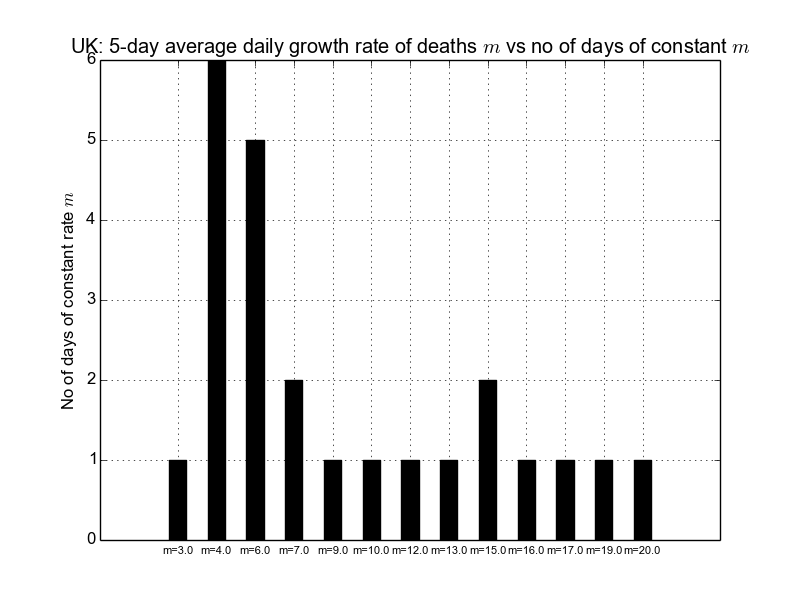 UK: 5-day average daily growth rate of deaths m vs no of days of constant m
No of days of constant rate m
6
5
4
3
2
1
0
m=3.0 m=4.0 m=6.0 m=7.0 m=9.0 m=10.0 m=12.0 m=13.0 m=15.0 m=16.0 m=17.0 m=19.0 m=20.0